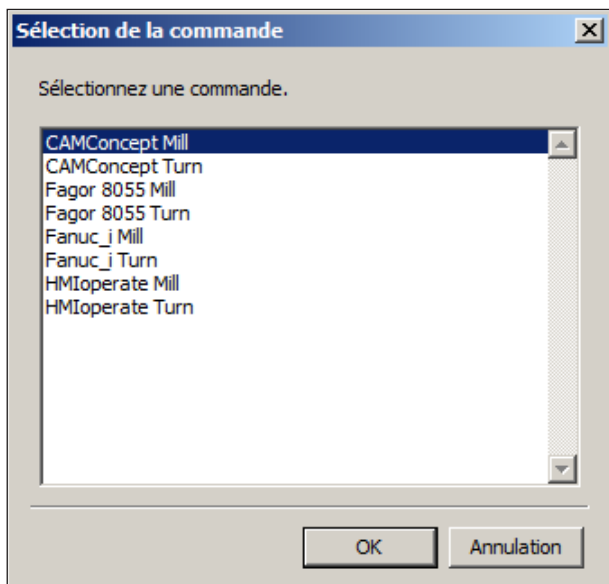 Sélection de la commande
Sélectionnez une commande.
CAMConcept Mill
CAMConcept Turn
Fagor 8055 Mill
Fagor 8055 Turn
Fanuc_i Mill
Fanuc_i Turn
HMIoperate Mill
HMIoperate Turn
OK
Annulation